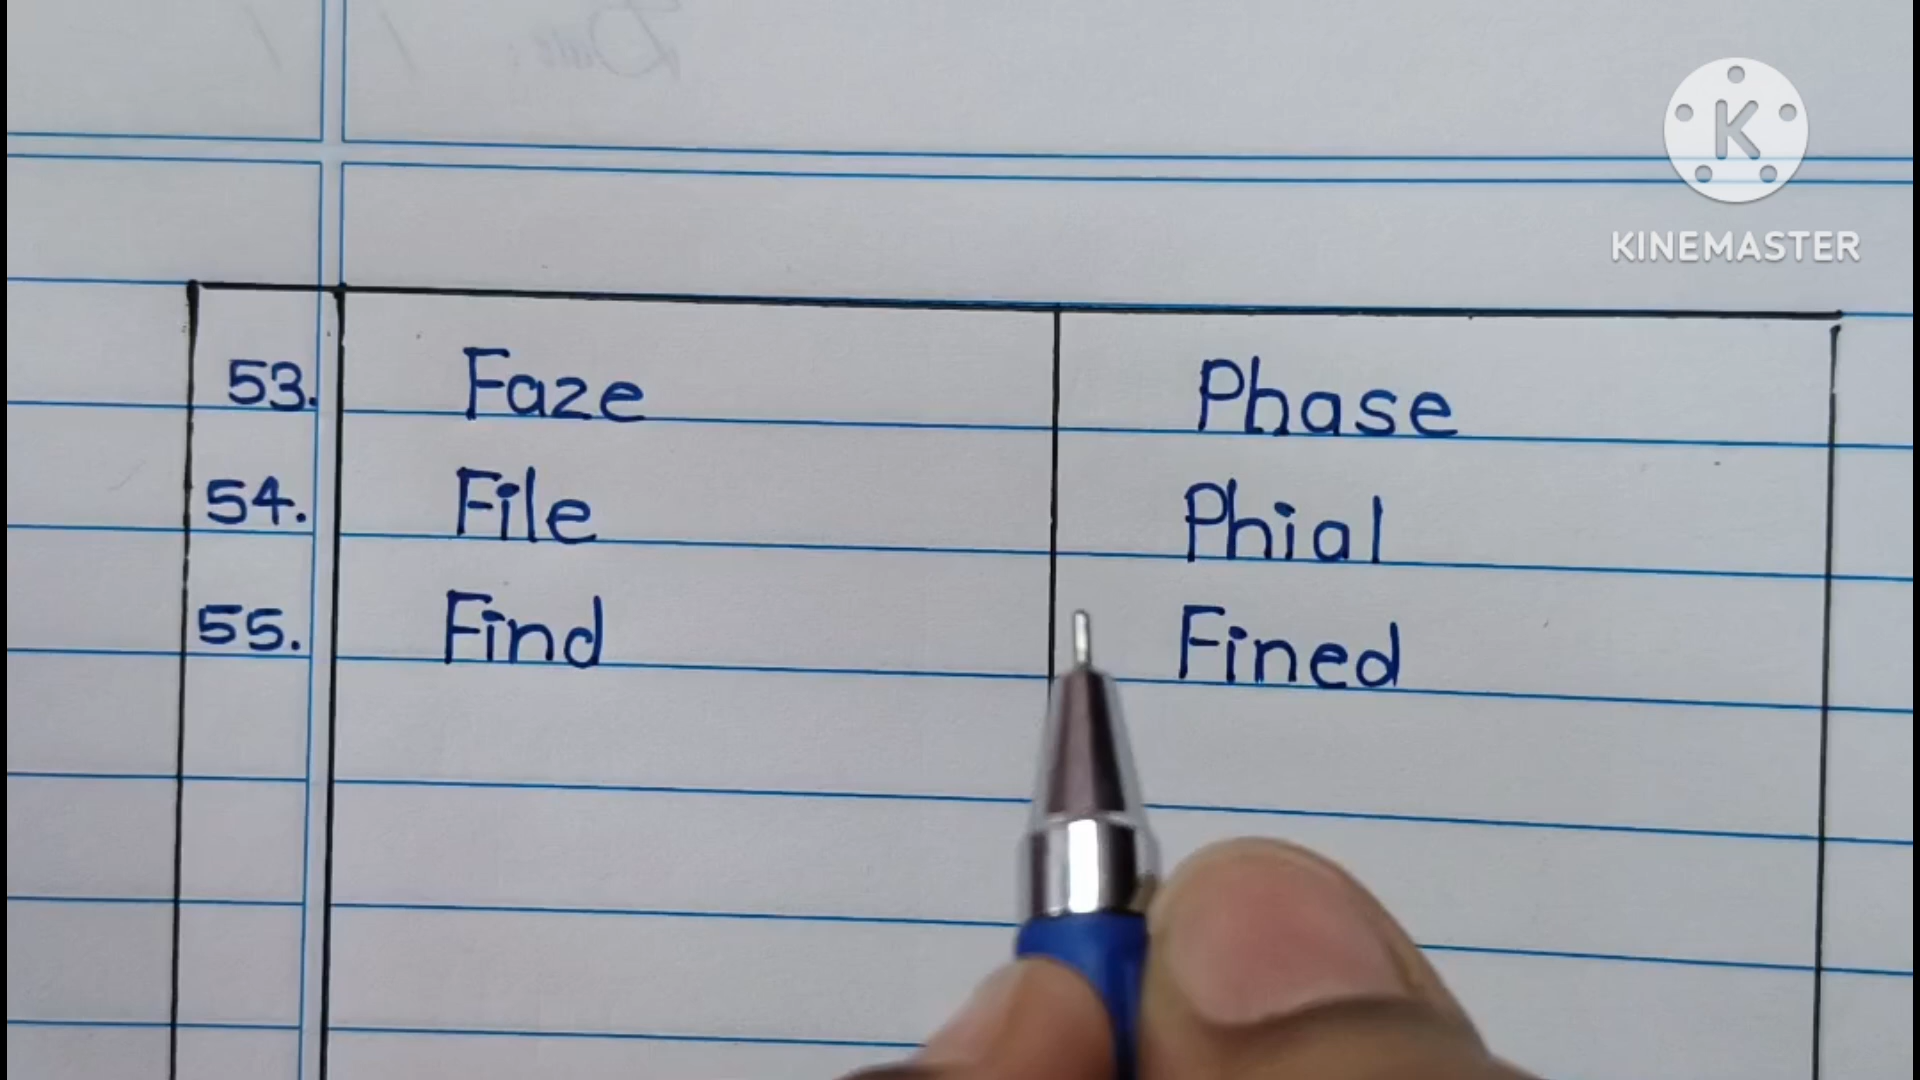 K
KINEMASTER
53. Faze Phase
54. File Phial
55. Find Fined